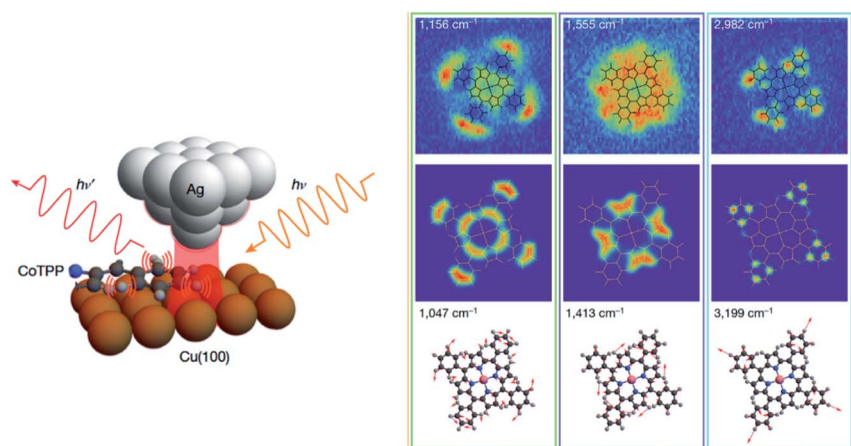 hν'
hν
Ag
CoTPP
Cu(100)
1,156 cm⁻¹
1,555 cm⁻¹
2,982 cm⁻¹
1,047 cm⁻¹
1,413 cm⁻¹
3,199 cm⁻¹